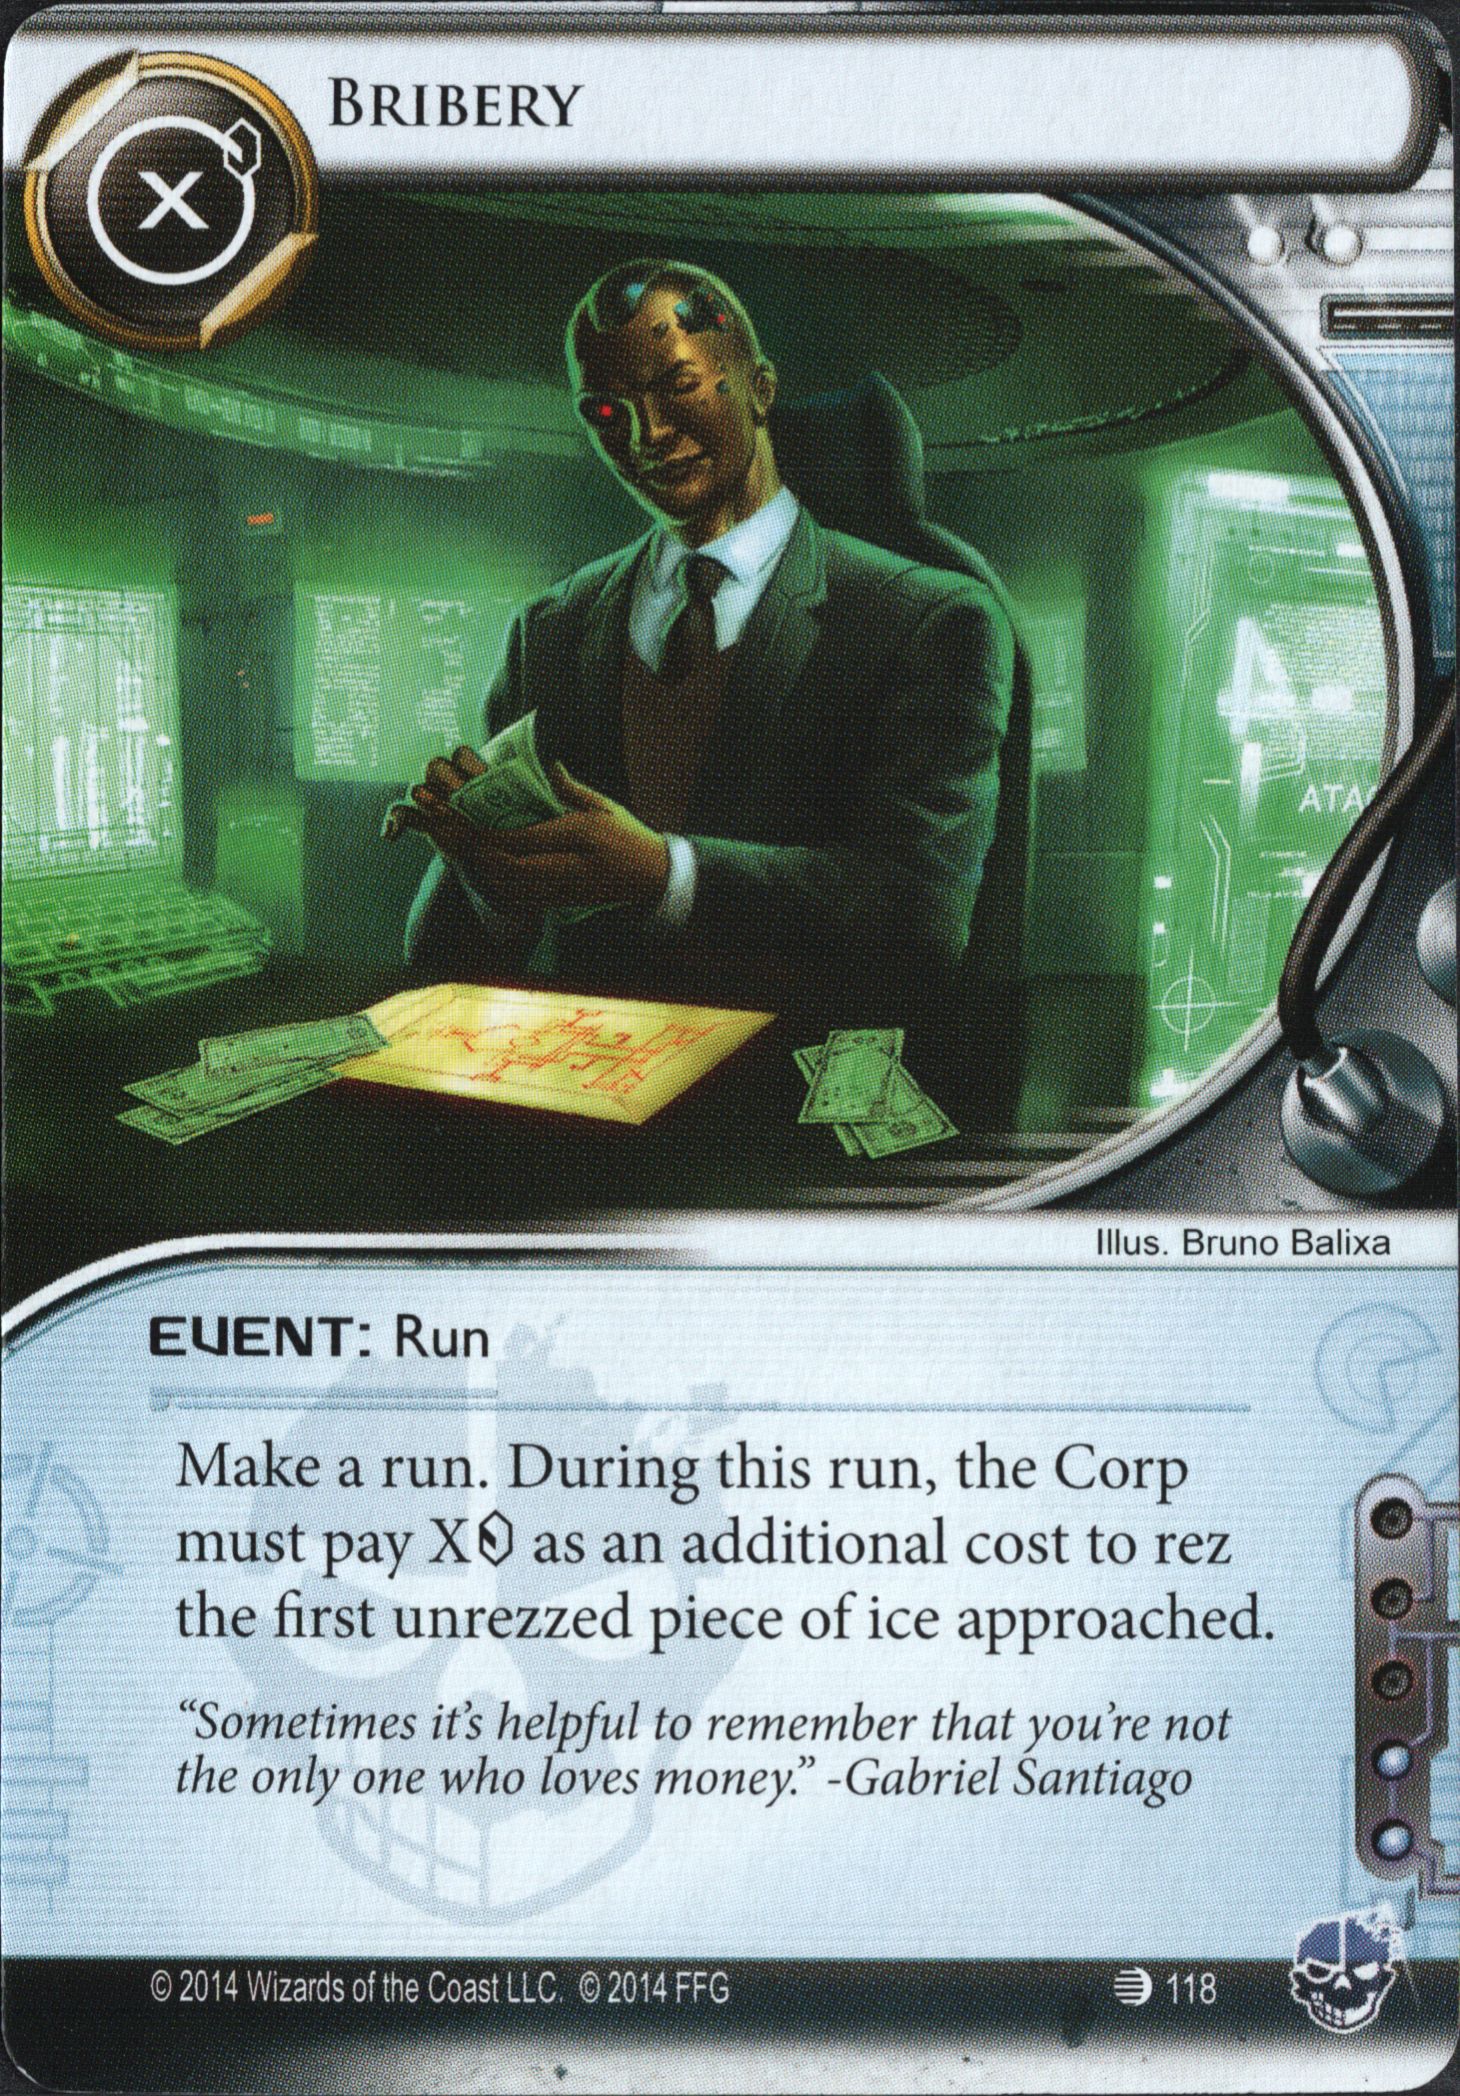 BRIBERY
X
ATA
Illus. Bruno Balixa
EVENT: Run
Make a run. During this run, the Corp
must pay X as an additional cost to rez
the first unrezzed piece of ice approached.
“Sometimes it’s helpful to remember that you’re not
the only one who loves money.” -Gabriel Santiago
© 2014 Wizards of the Coast LLC. © 2014 FFG
118